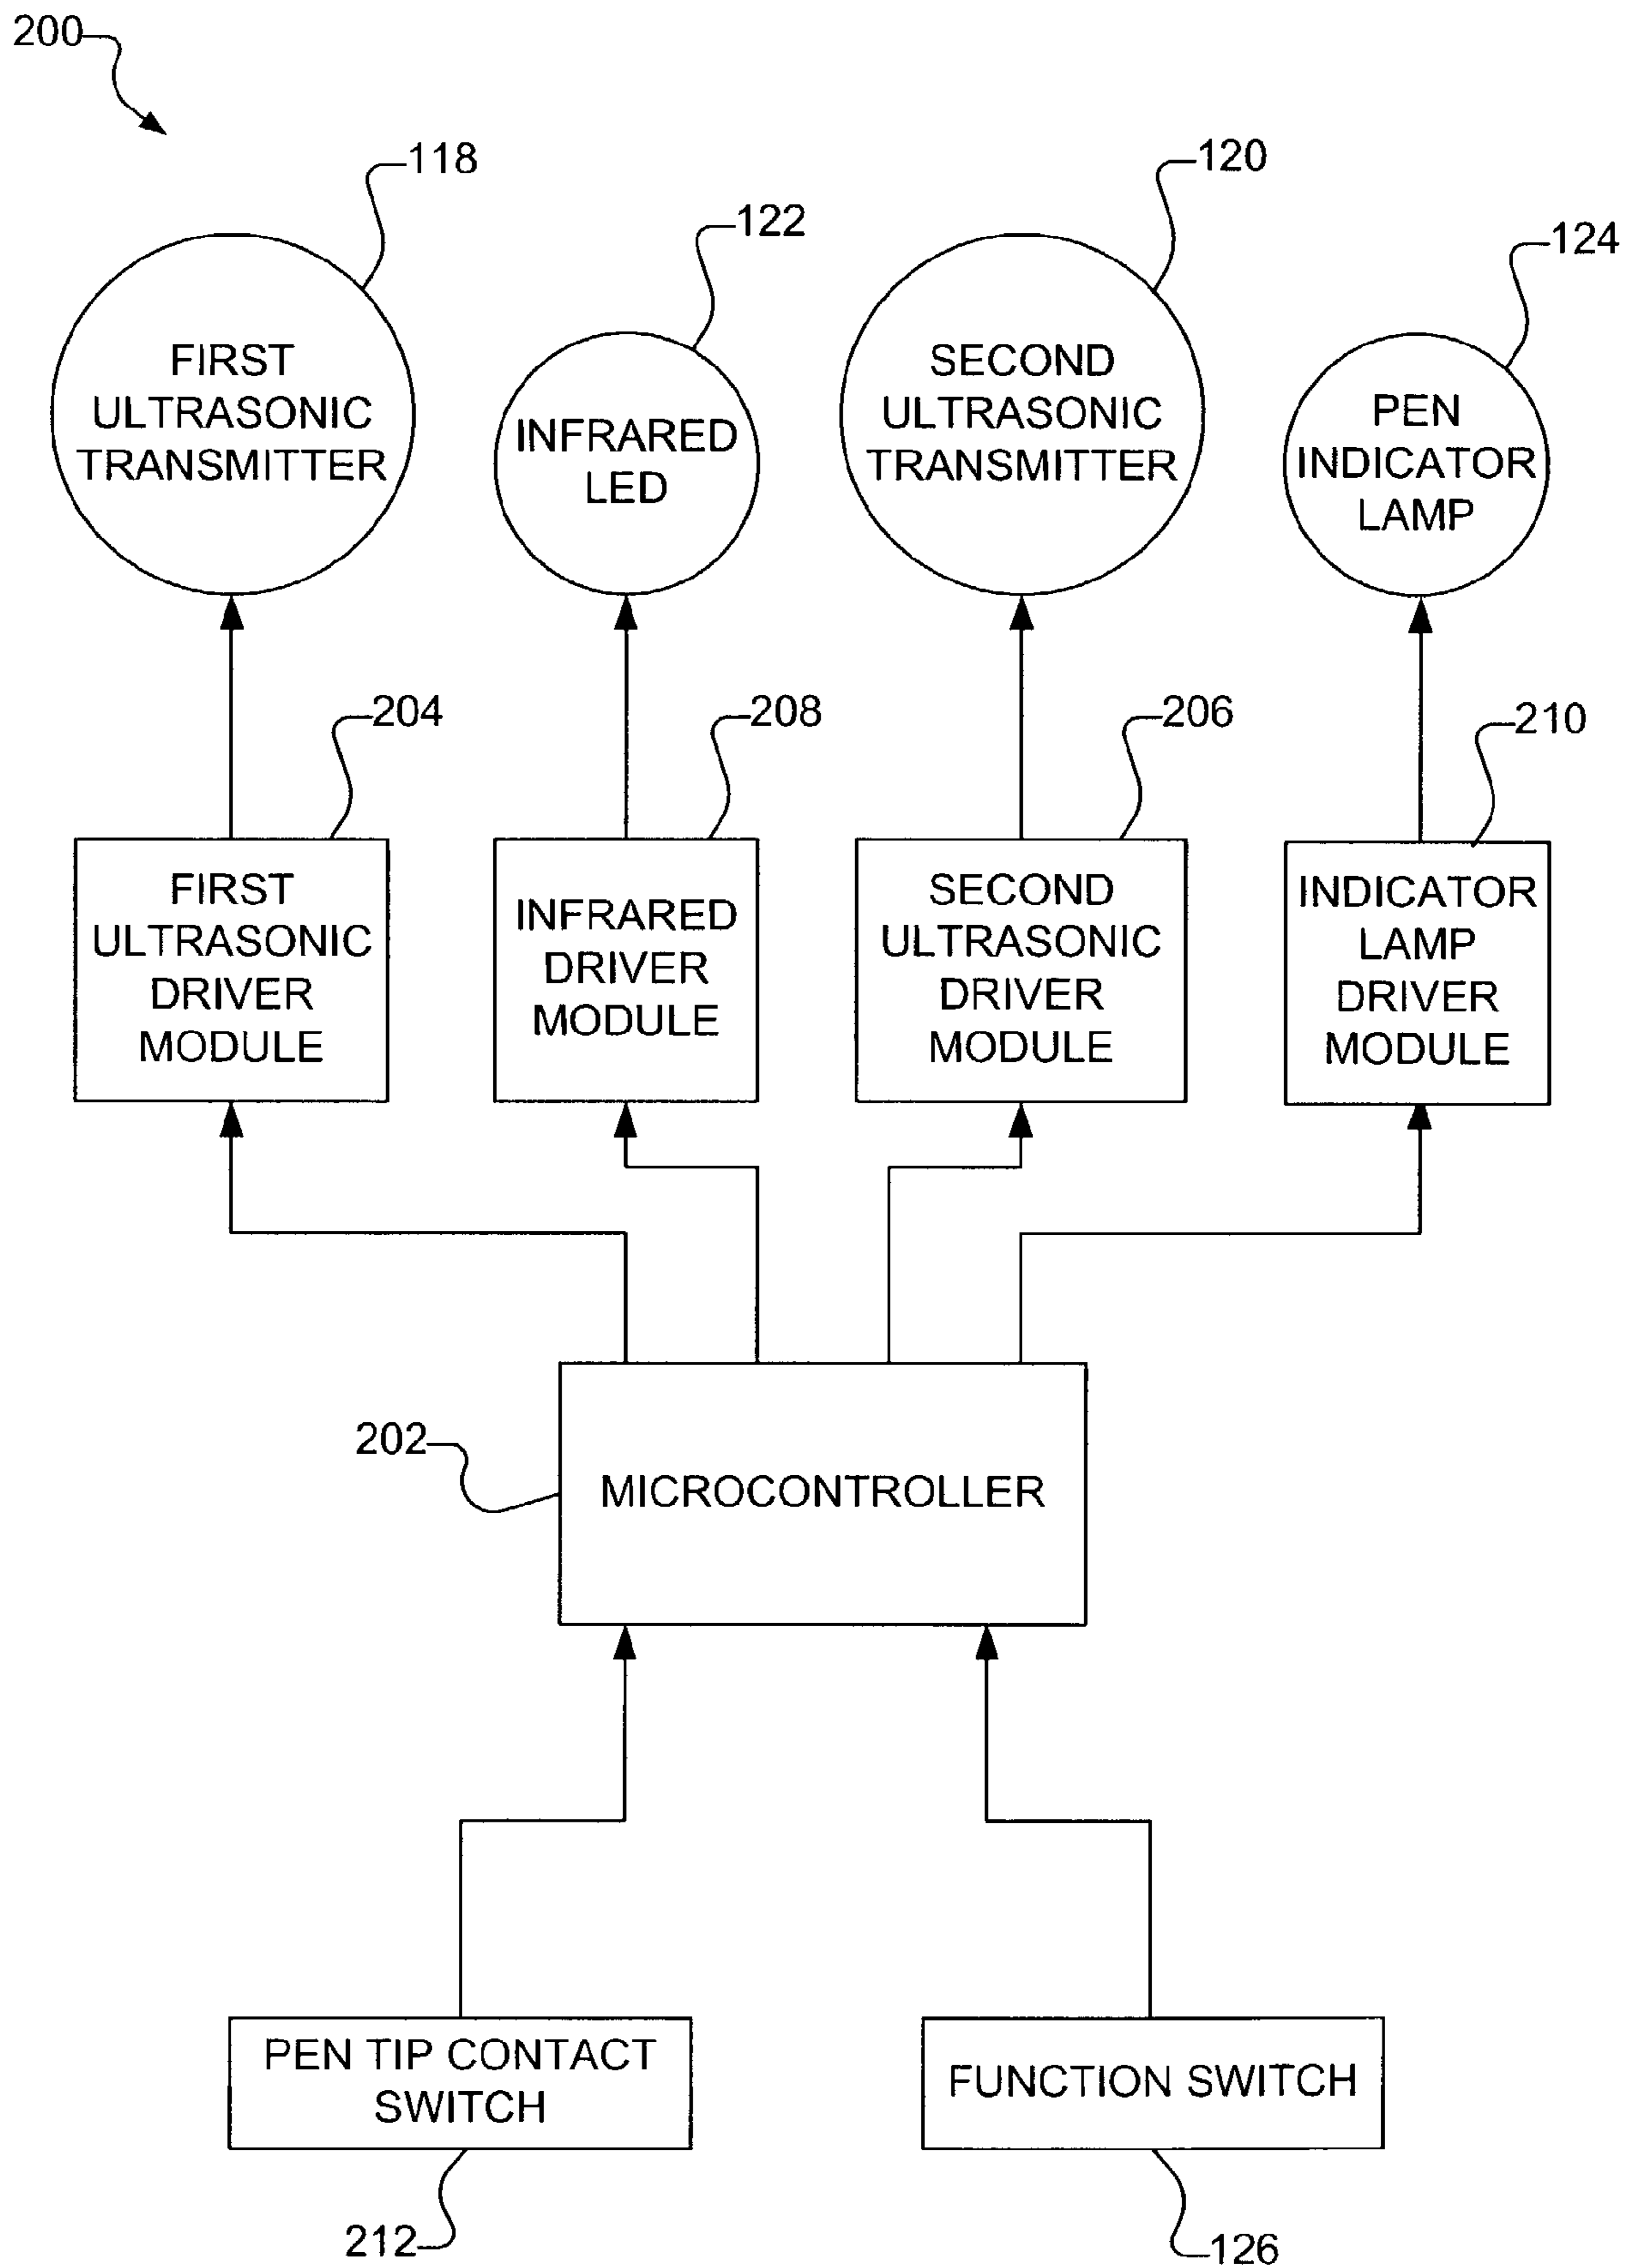 200
118
122
120
124
FIRST
ULTRASONIC
TRANSMITTER
INFRARED
LED
SECOND
ULTRASONIC
TRANSMITTER
PEN
INDICATOR
LAMP
204
208
206
210
FIRST
ULTRASONIC
DRIVER
MODULE
INFRARED
DRIVER
MODULE
SECOND
ULTRASONIC
DRIVER
MODULE
INDICATOR
LAMP
DRIVER
MODULE
202
MICROCONTROLLER
PEN TIP CONTACT
SWITCH
FUNCTION SWITCH
212
126